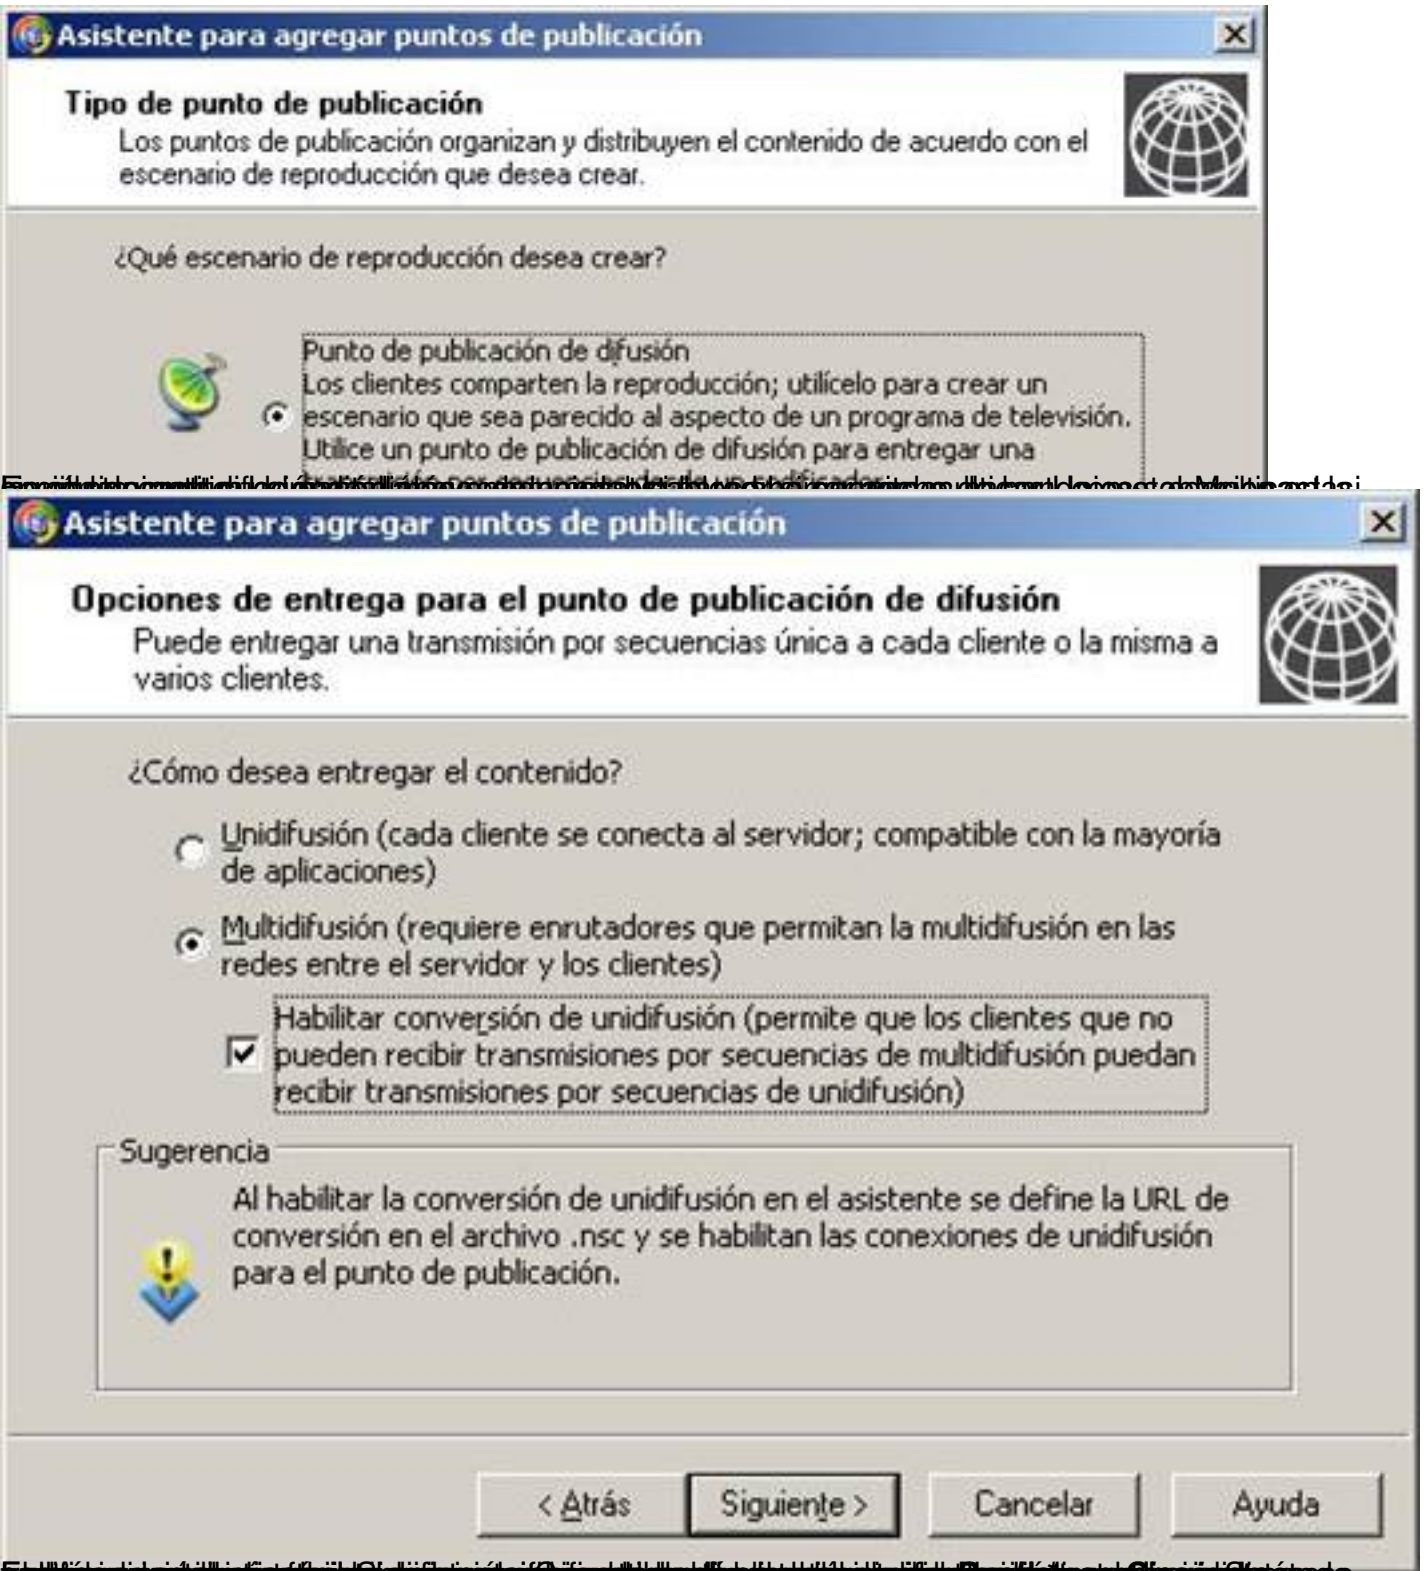 Asistente para agregar puntos de publicación
Tipo de punto de publicación
Los puntos de publicación organizan y distribuyen el contenido de acuerdo con el
escenario de reproducción que desea crear.
¿Qué escenario de reproducción desea crear?
Punto de publicación de difusión
Los clientes comparten la reproducción; utilícelo para crear un
escenario que sea parecido al aspecto de un programa de televisión.
Utilice un punto de publicación de difusión para entregar una
Asistente para agregar puntos de publicación
Opciones de entrega para el punto de publicación de difusión
Puede entregar una transmisión por secuencias única a cada cliente o la misma a
varios clientes.
¿Cómo desea entregar el contenido?
Unidifusión (cada cliente se conecta al servidor; compatible con la mayoría
de aplicaciones)
Multidifusión (requiere enrutadores que permitan la multidifusión en las
redes entre el servidor y los clientes)
Habilitar conversión de unidifusión (permite que los clientes que no
pueden recibir transmisiones por secuencias de multidifusión puedan
recibir transmisiones por secuencias de unidifusión)
Sugerencia
Al habilitar la conversión de unidifusión en el asistente se define la URL de
conversión en el archivo .nsc y se habilitan las conexiones de unidifusión
para el punto de publicación.
< Atrás
Siguiente >
Cancelar
Ayuda